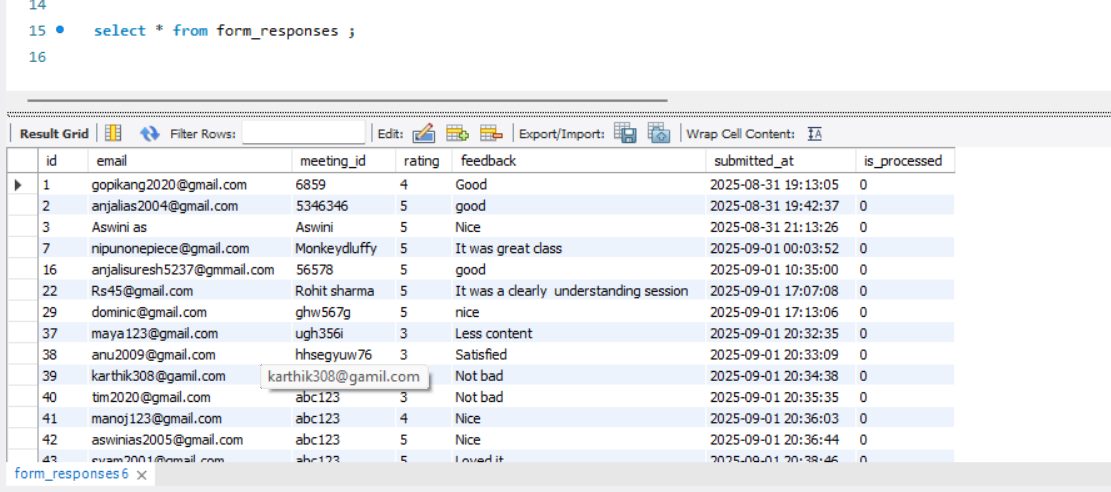 14
15 select * from form_responses ;
16
Result Grid Filter Rows: Edit: Export/Import: Wrap Cell Content: IA
id email meeting_id rating feedback submitted_at is_processed
1 gopikang2020@gmail.com 6859 4 Good 2025-08-31 19:13:05 0
2 anjalias2004@gmail.com 5346346 5 good 2025-08-31 19:42:37 0
3 Aswini as Aswini 5 Nice 2025-08-31 21:13:26 0
7 nipunonepiece@gmail.com Monkeydluffy 5 It was great class 2025-09-01 00:03:52 0
16 anjalisuresh5237@gmmail.com 56578 5 good 2025-09-01 10:35:00 0
22 Rs45@gmail.com Rohit sharma 5 It was a clearly  understanding session 2025-09-01 17:07:08 0
29 dominic@gmail.com ghw567g 5 nice 2025-09-01 17:13:06 0
37 maya123@gmail.com ugh356i 3 Less content 2025-09-01 20:32:35 0
38 anu2009@gmail.com hhsegyuw76 3 Satisfied 2025-09-01 20:33:09 0
39 karthik308@gamil.com karthik308@gamil.com Not bad 2025-09-01 20:34:38 0
40 tim2020@gmail.com abc123 3 Not bad 2025-09-01 20:35:35 0
41 manoj123@gmail.com abc123 4 Nice 2025-09-01 20:36:03 0
42 aswinias2005@gmail.com abc123 5 Nice 2025-09-01 20:36:44 0
43 syam2001@gmail.com abc123 5 Loved it 2025-09-01 20:38:46 0
form_responses6